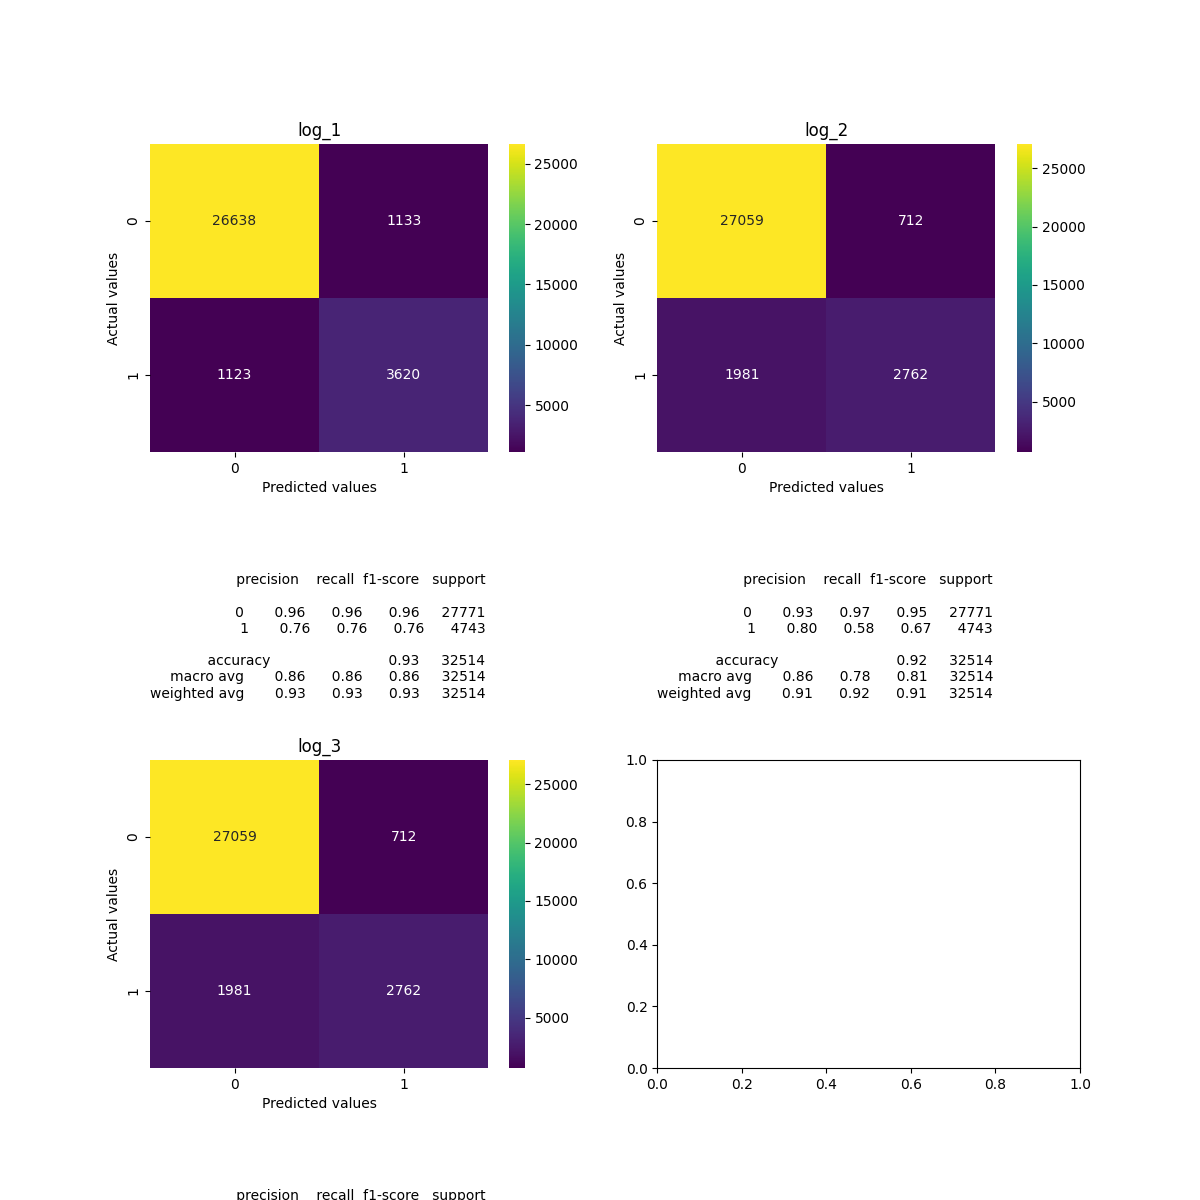 log_1
26638 1133
1123 3620
0
1
Actual values
0 1
Predicted values
25000
20000
15000
10000
5000
precision recall f1-score support
0 0.96 0.96 0.96 27771
1 0.76 0.76 0.76 4743
accuracy 0.93 32514
macro avg 0.86 0.86 0.86 32514
weighted avg 0.93 0.93 0.93 32514
log_2
27059 712
1981 2762
0
1
Actual values
0 1
Predicted values
25000
20000
15000
10000
5000
precision recall f1-score support
0 0.93 0.97 0.95 27771
1 0.80 0.58 0.67 4743
accuracy 0.92 32514
macro avg 0.86 0.78 0.81 32514
weighted avg 0.91 0.92 0.91 32514
log_3
27059 712
1981 2762
0
1
Actual values
0 1
Predicted values
25000
20000
15000
10000
5000
precision recall f1-score support
1.0
0.8
0.6
0.4
0.2
0.0
0.0 0.2 0.4 0.6 0.8 1.0